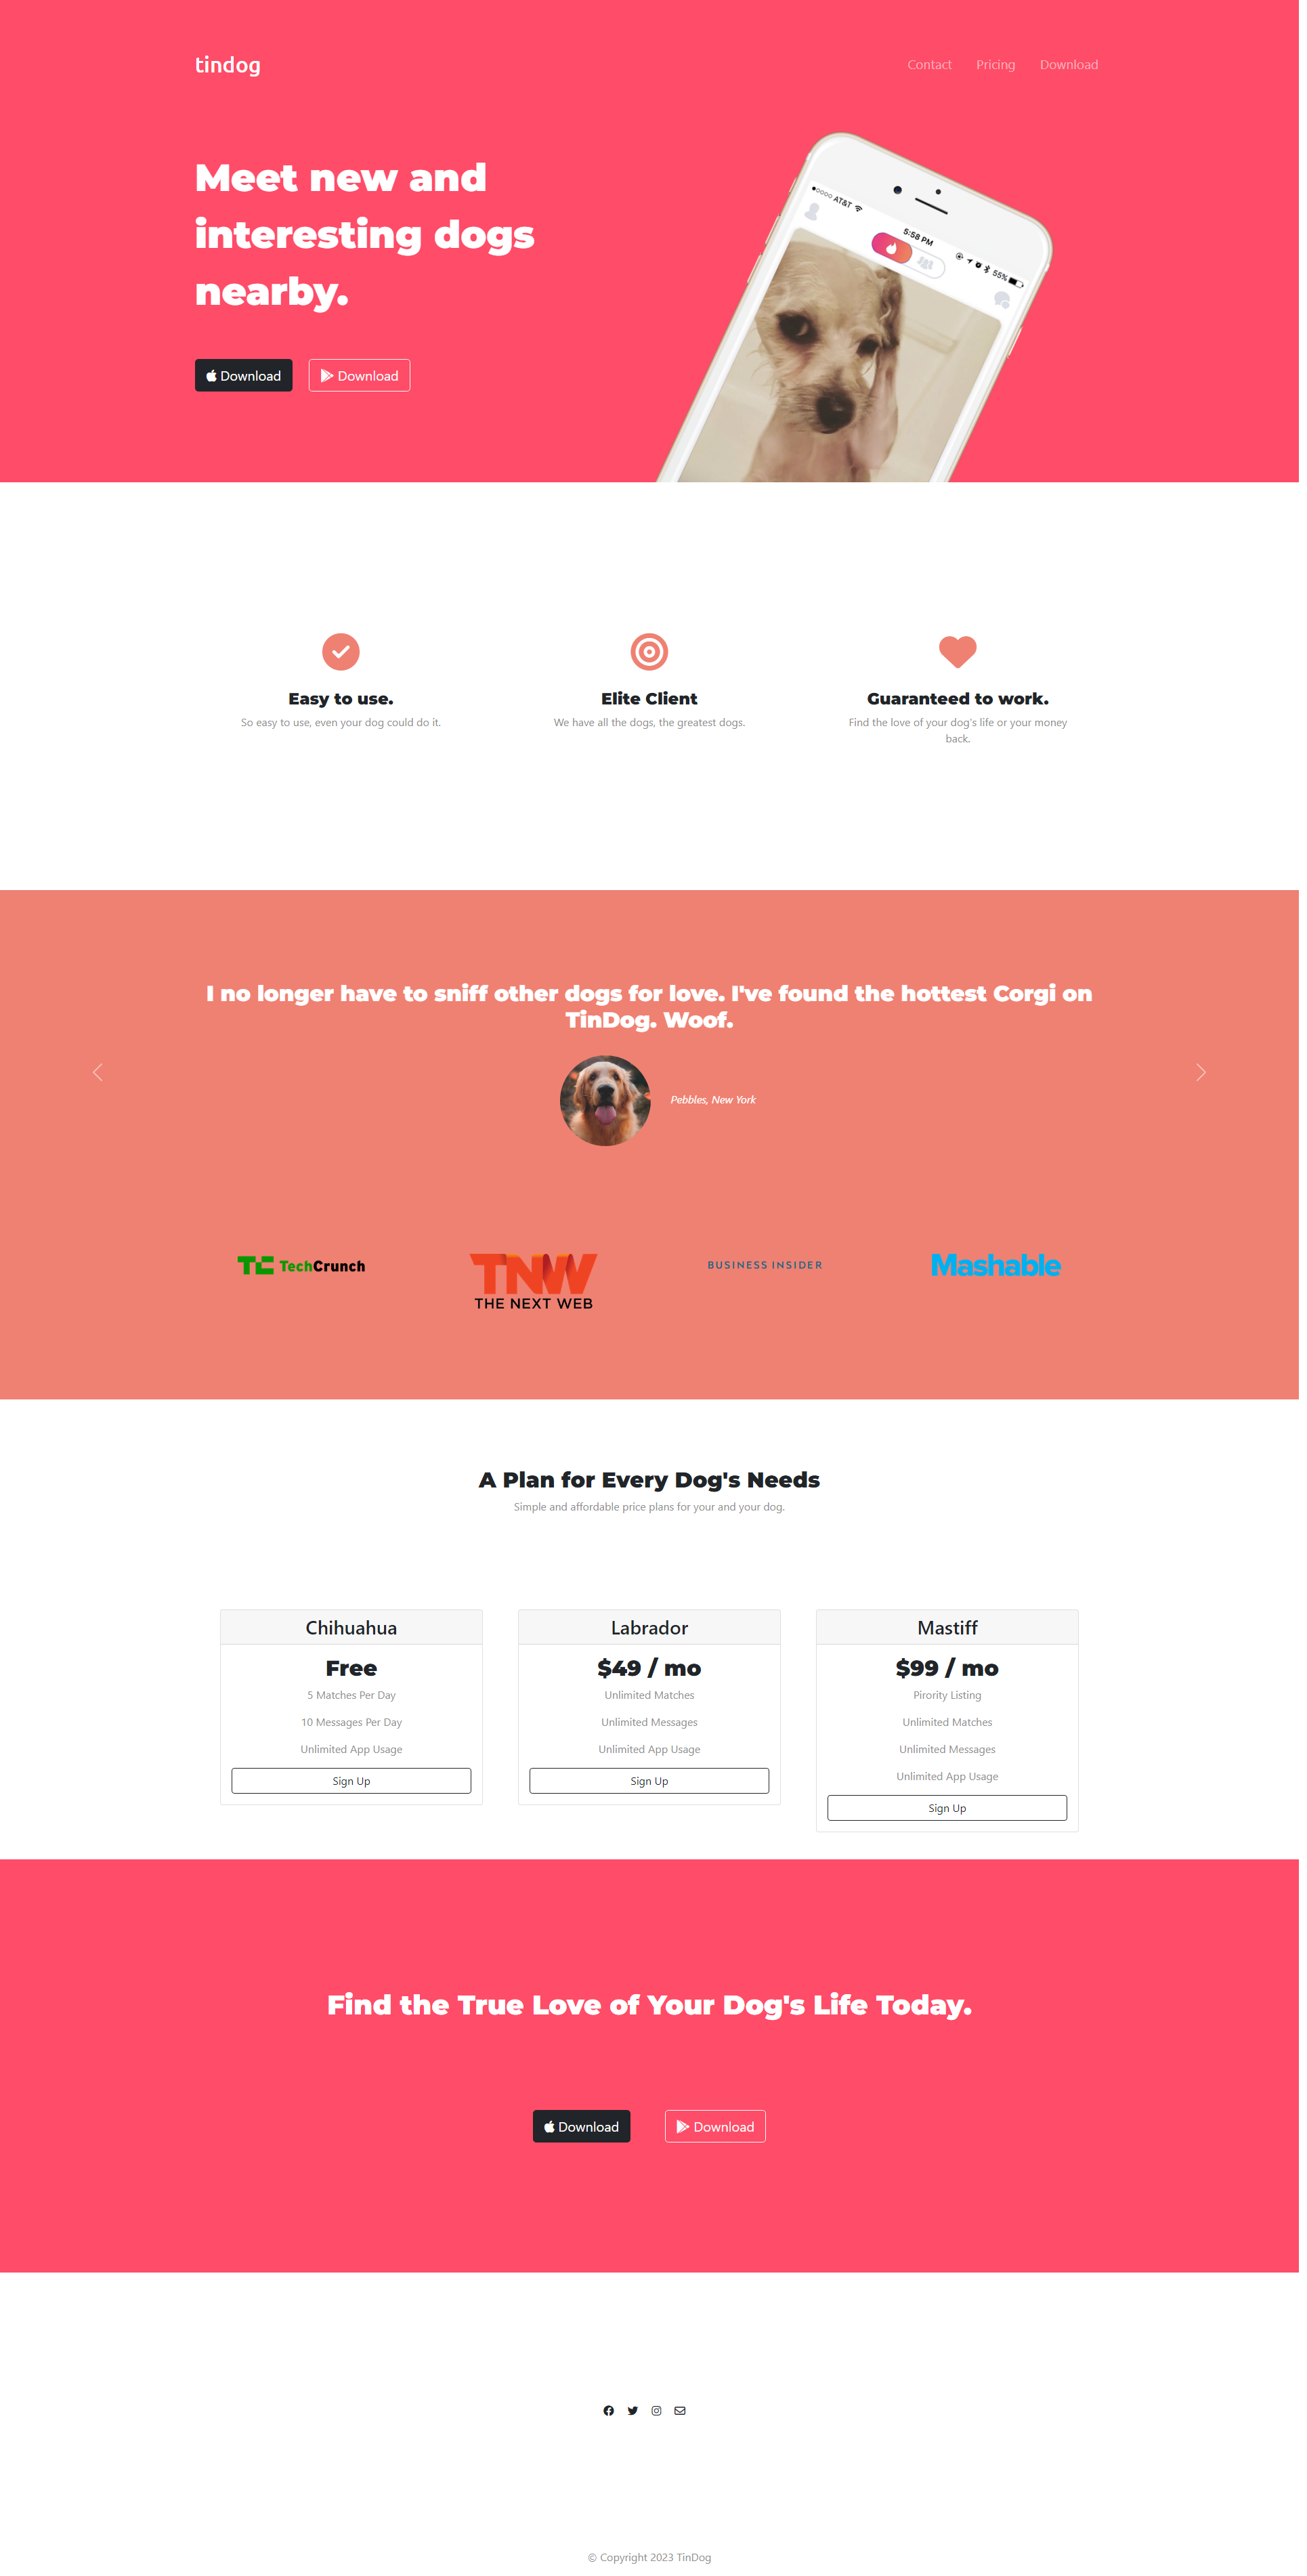 tindog
Contact Pricing Download
Meet new and
interesting dogs
nearby.
Download Download
AT&T 5:58 PM 55%
Easy to use.
So easy to use, even your dog could do it.
Elite Client
We have all the dogs, the greatest dogs.
Guaranteed to work.
Find the love of your dog's life or your money
back.
I no longer have to sniff other dogs for love. I've found the hottest Corgi on
TinDog. Woof.
Pebbles, New York
TC TechCrunch
TNW
THE NEXT WEB
BUSINESS INSIDER
Mashable
A Plan for Every Dog's Needs
Simple and affordable price plans for your and your dog.
Chihuahua
Free
5 Matches Per Day
10 Messages Per Day
Unlimited App Usage
Sign Up
Labrador
$49 / mo
Unlimited Matches
Unlimited Messages
Unlimited App Usage
Sign Up
Mastiff
$99 / mo
Pirority Listing
Unlimited Matches
Unlimited Messages
Unlimited App Usage
Sign Up
Find the True Love of Your Dog's Life Today.
Download Download
© Copyright 2023 TinDog